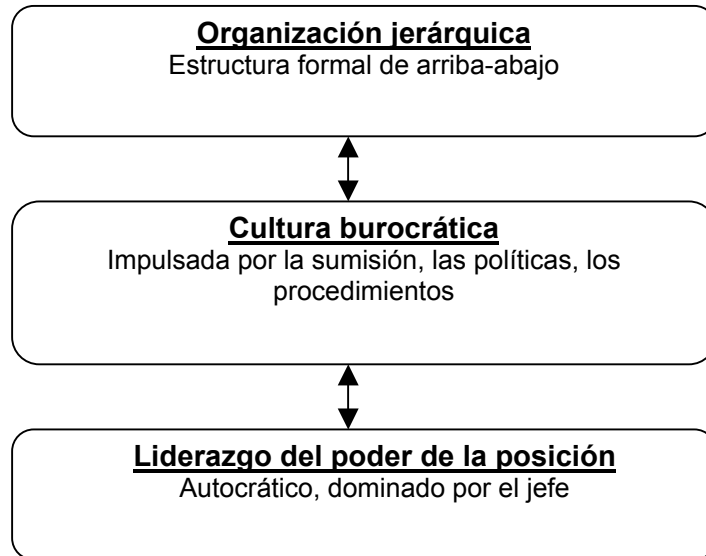 Organización jerárquica
Estructura formal de arriba-abajo
Cultura burocrática
Impulsada por la sumisión, las políticas, los
procedimientos
Liderazgo del poder de la posición
Autocrático, dominado por el jefe